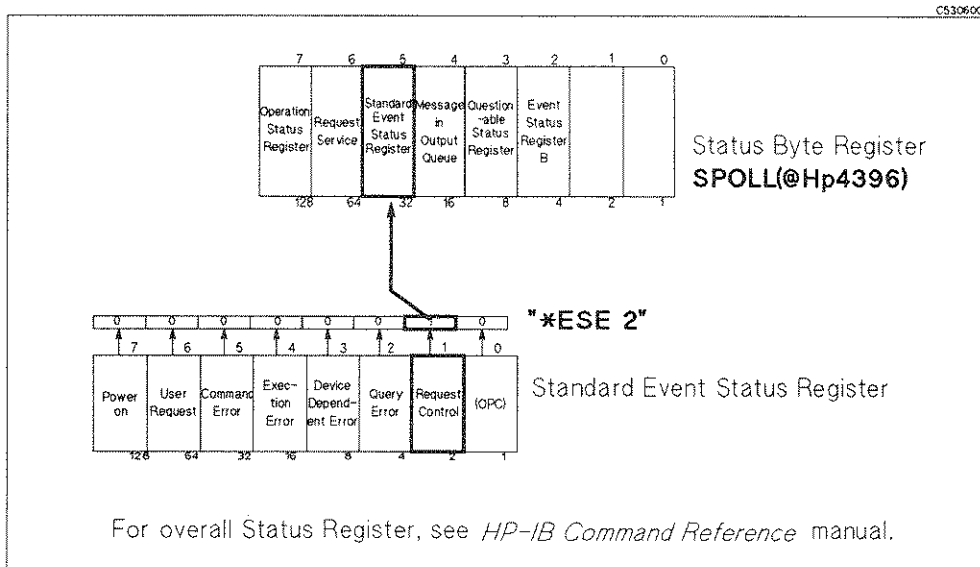 C530600
7 6 5 4 3 2 1 0
Operation Status Register
Request Service
Standard Event Status Register
Message in Output Queue
Question-able Status Register
Event Status Register B
128 64 32 16 8 4 2 1
Status Byte Register
SPOLL(@Hp4396)
0 0 0 0 0 0 0
"*ESE 2"
7 6 5 4 3 2 1 0
Power on
User Request
Command Error
Exec-tion Error
Device Depend-ent Error
Query Error
Request Control
(OPC)
128 64 32 16 8 4 2 1
Standard Event Status Register
For overall Status Register, see HP-IB Command Reference manual.